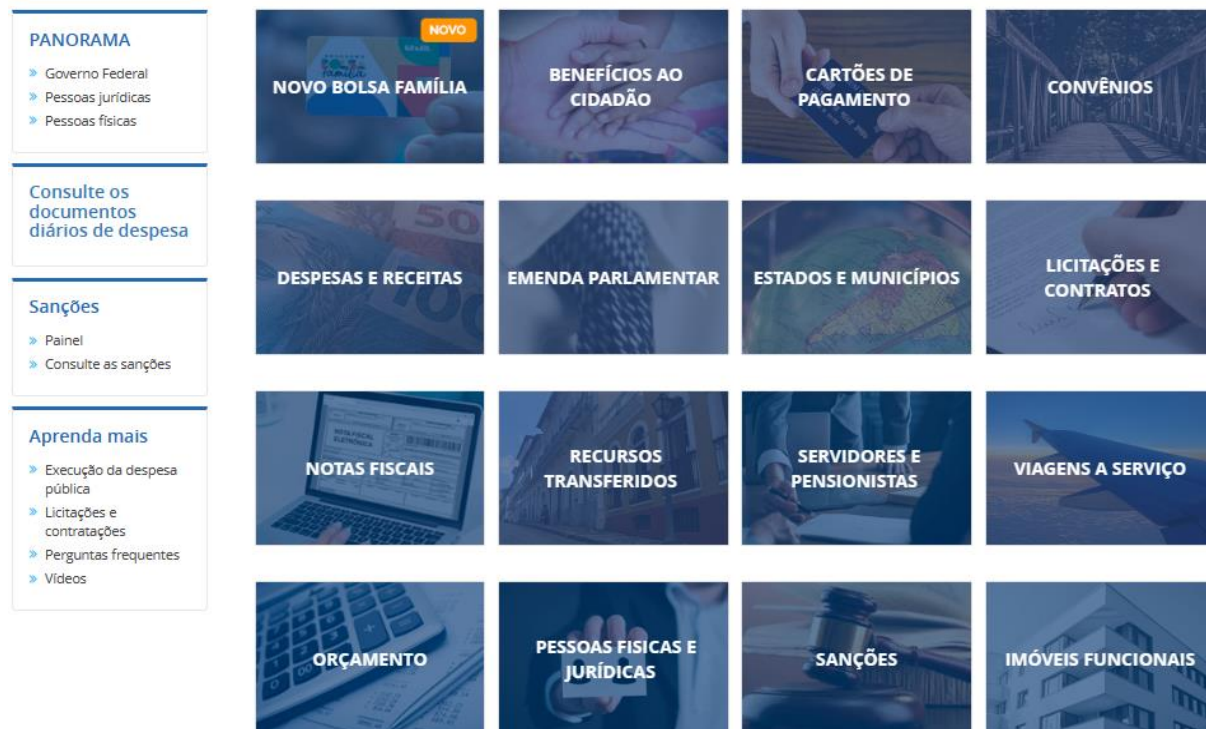 PANORAMA
Governo Federal
Pessoas jurídicas
Pessoas físicas
Consulte os
documentos
diários de despesa
Sanções
Painel
Consulte as sanções
Aprenda mais
Execução da despesa
pública
Licitações e
contratações
Perguntas frequentes
Vídeos
NOVO
NOVO BOLSA FAMÍLIA
BENEFÍCIOS AO
CIDADÃO
CARTÕES DE
PAGAMENTO
CONVÊNIOS
DESPESAS E RECEITAS
EMENDA PARLAMENTAR
ESTADOS E MUNICÍPIOS
LICITAÇÕES E
CONTRATOS
NOTA FISCAL
ELETRÔNICA
NOTAS FISCAIS
RECURSOS
TRANSFERIDOS
SERVIDORES E
PENSIONISTAS
VIAGENS A SERVIÇO
ORÇAMENTO
PESSOAS FISICAS E
JURÍDICAS
SANÇÕES
IMÓVEIS FUNCIONAIS